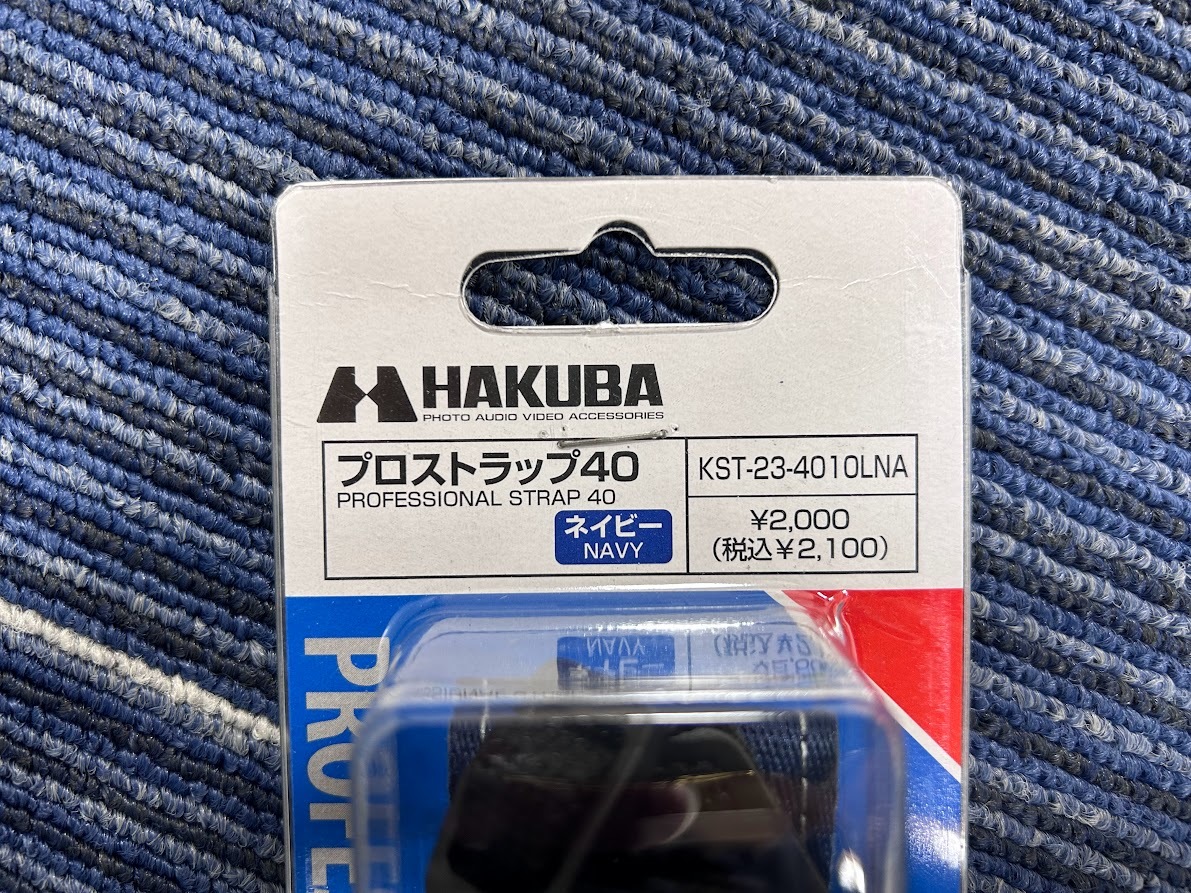 HAKUBA
PHOTO AUDIO VIDEO ACCESSORIES
プロストラップ40
PROFESSIONAL STRAP 40
ネイビー
NAVY
KST-23-4010LNA
¥2,000
(税込¥2,100)